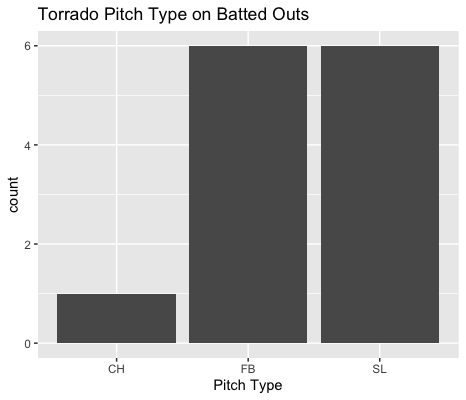 Torrado Pitch Type on Batted Outs
count
6
4
2
0
CH FB SL
Pitch Type